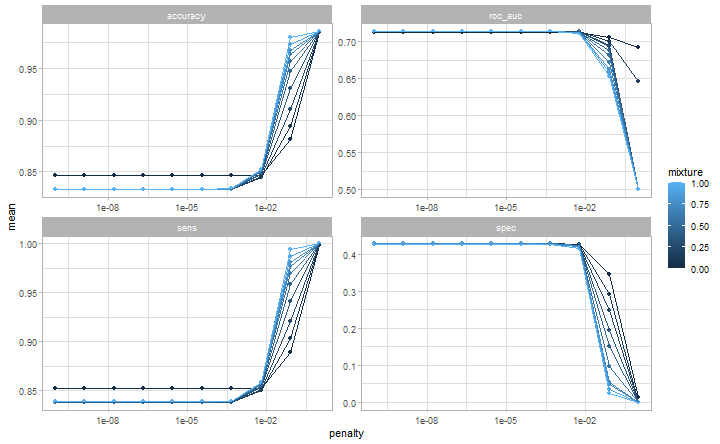 accuracy
roc_auc
0.95
0.90
0.85
0.70
0.65
0.60
0.55
0.50
1e-08
1e-05
1e-02
1e-08
1e-05
1e-02
mean
sens
spec
1.00
0.95
0.90
0.85
0.4
0.3
0.2
0.1
0.0
1e-08
1e-05
1e-02
1e-08
1e-05
1e-02
penalty
mixture
1.00
0.75
0.50
0.25
0.00